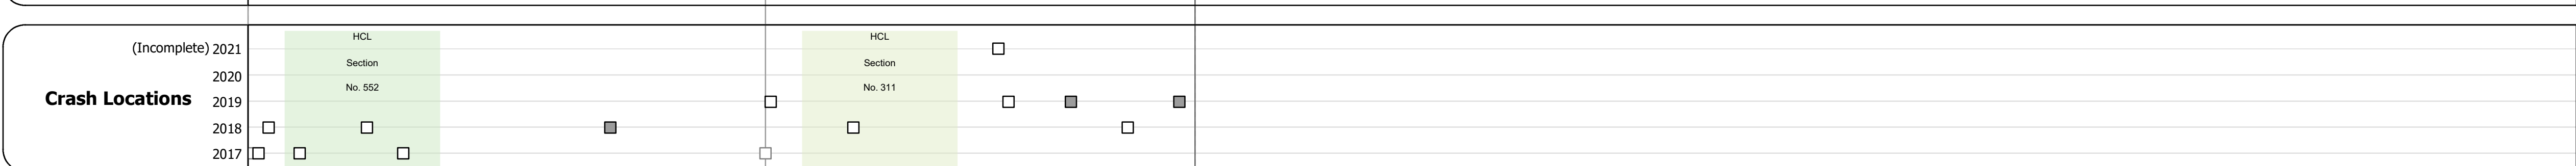 HCL
HCL
(Incomplete) 2021
Section
Section
2020
No. 552
No. 311
Crash Locations
2019
2018
2017